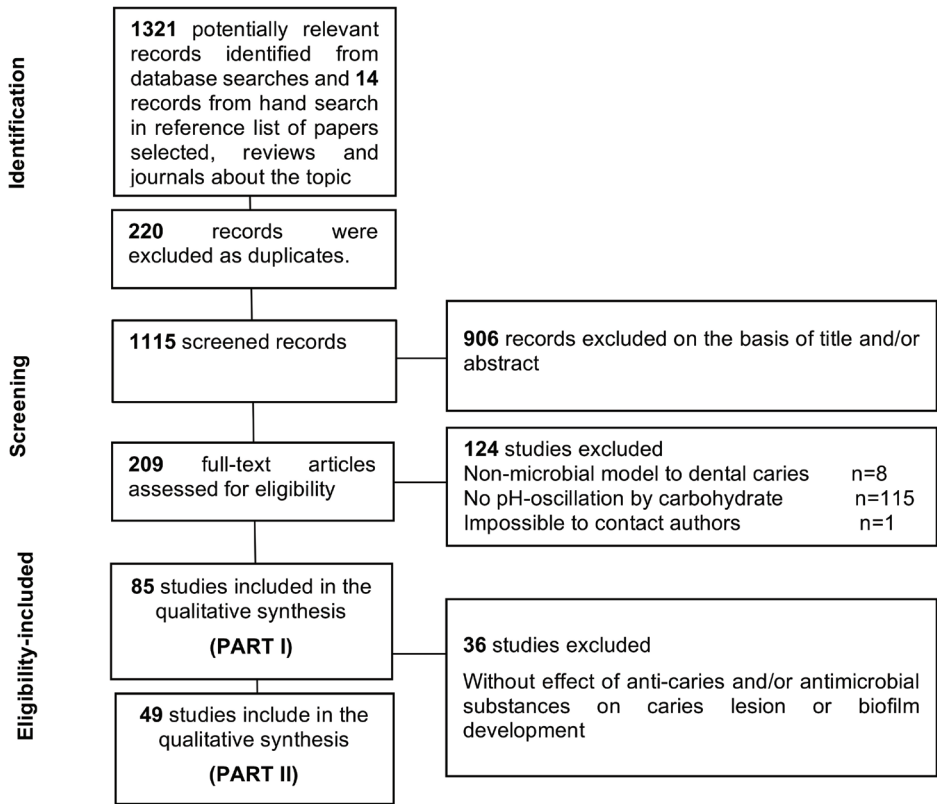 Identification
1321 potentially relevant
records identified from
database searches and 14
records from hand search
in reference list of papers
selected, reviews and
journals about the topic
220 records were
excluded as duplicates.
Screening
1115 screened records
906 records excluded on the basis of title and/or
abstract
209 full-text articles
assessed for eligibility
124 studies excluded
Non-microbial model to dental caries n=8
No pH-oscillation by carbohydrate n=115
Impossible to contact authors n=1
Eligibility-included
85 studies included in the
qualitative synthesis
(PART I)
36 studies excluded
Without effect of anti-caries and/or antimicrobial
substances on caries lesion or biofilm
development
49 studies include in the
qualitative synthesis
(PART II)